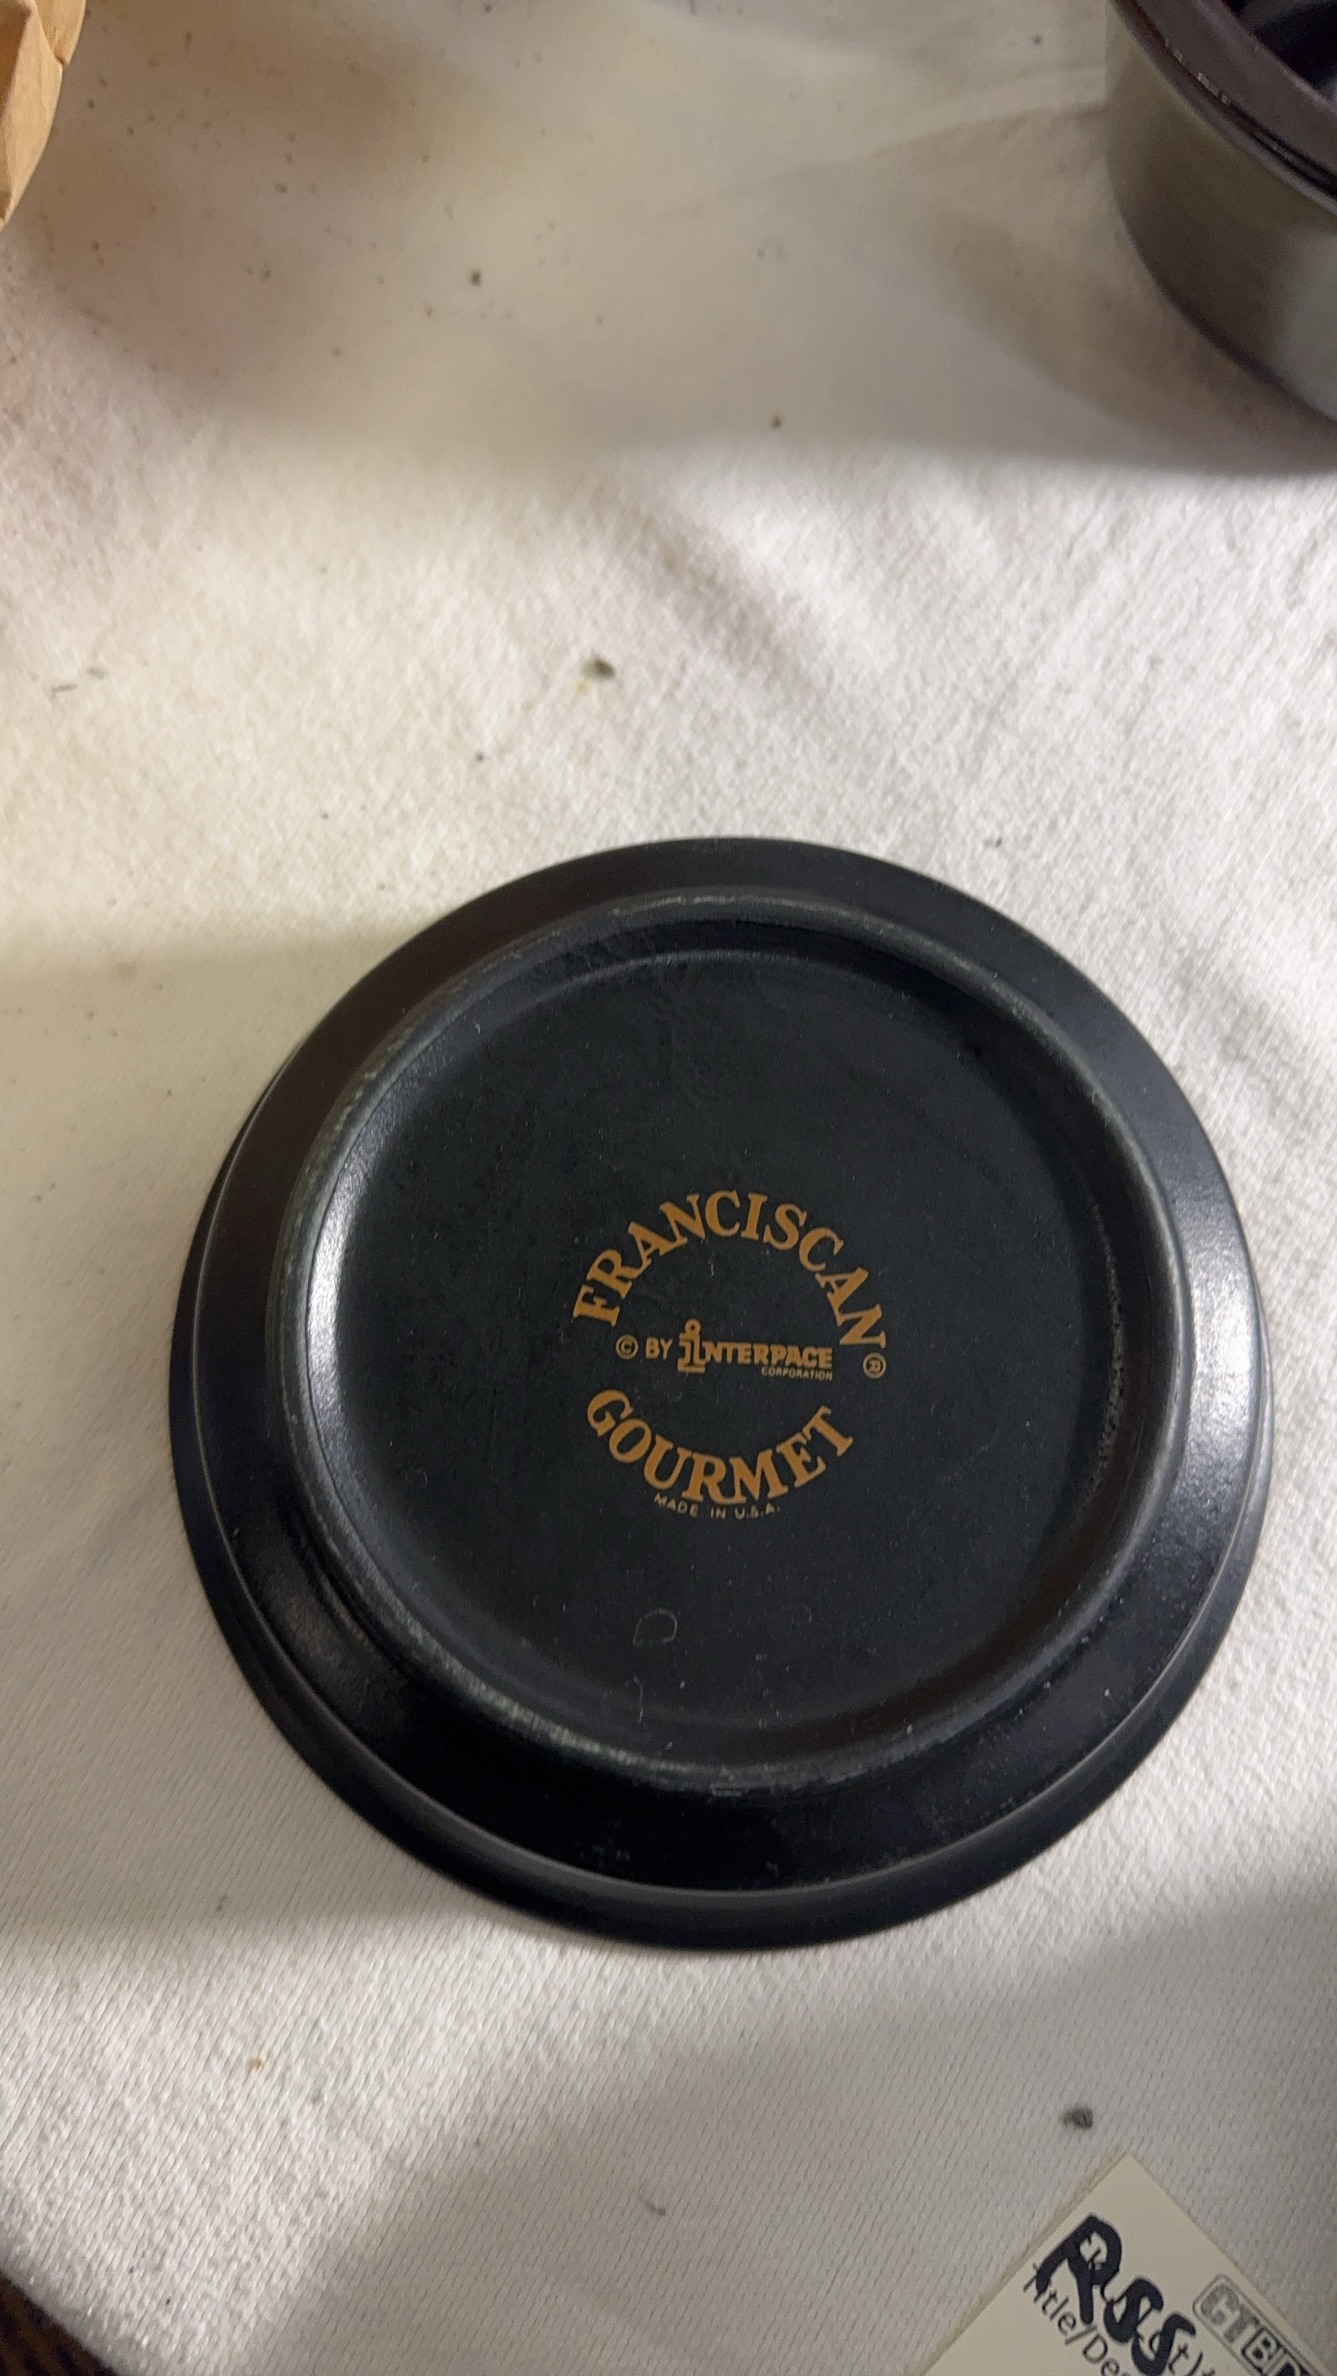 FRANCISCAN
© BY INTERPACE ®
CORPORATION
GOURMET
MADE IN U.S.A.